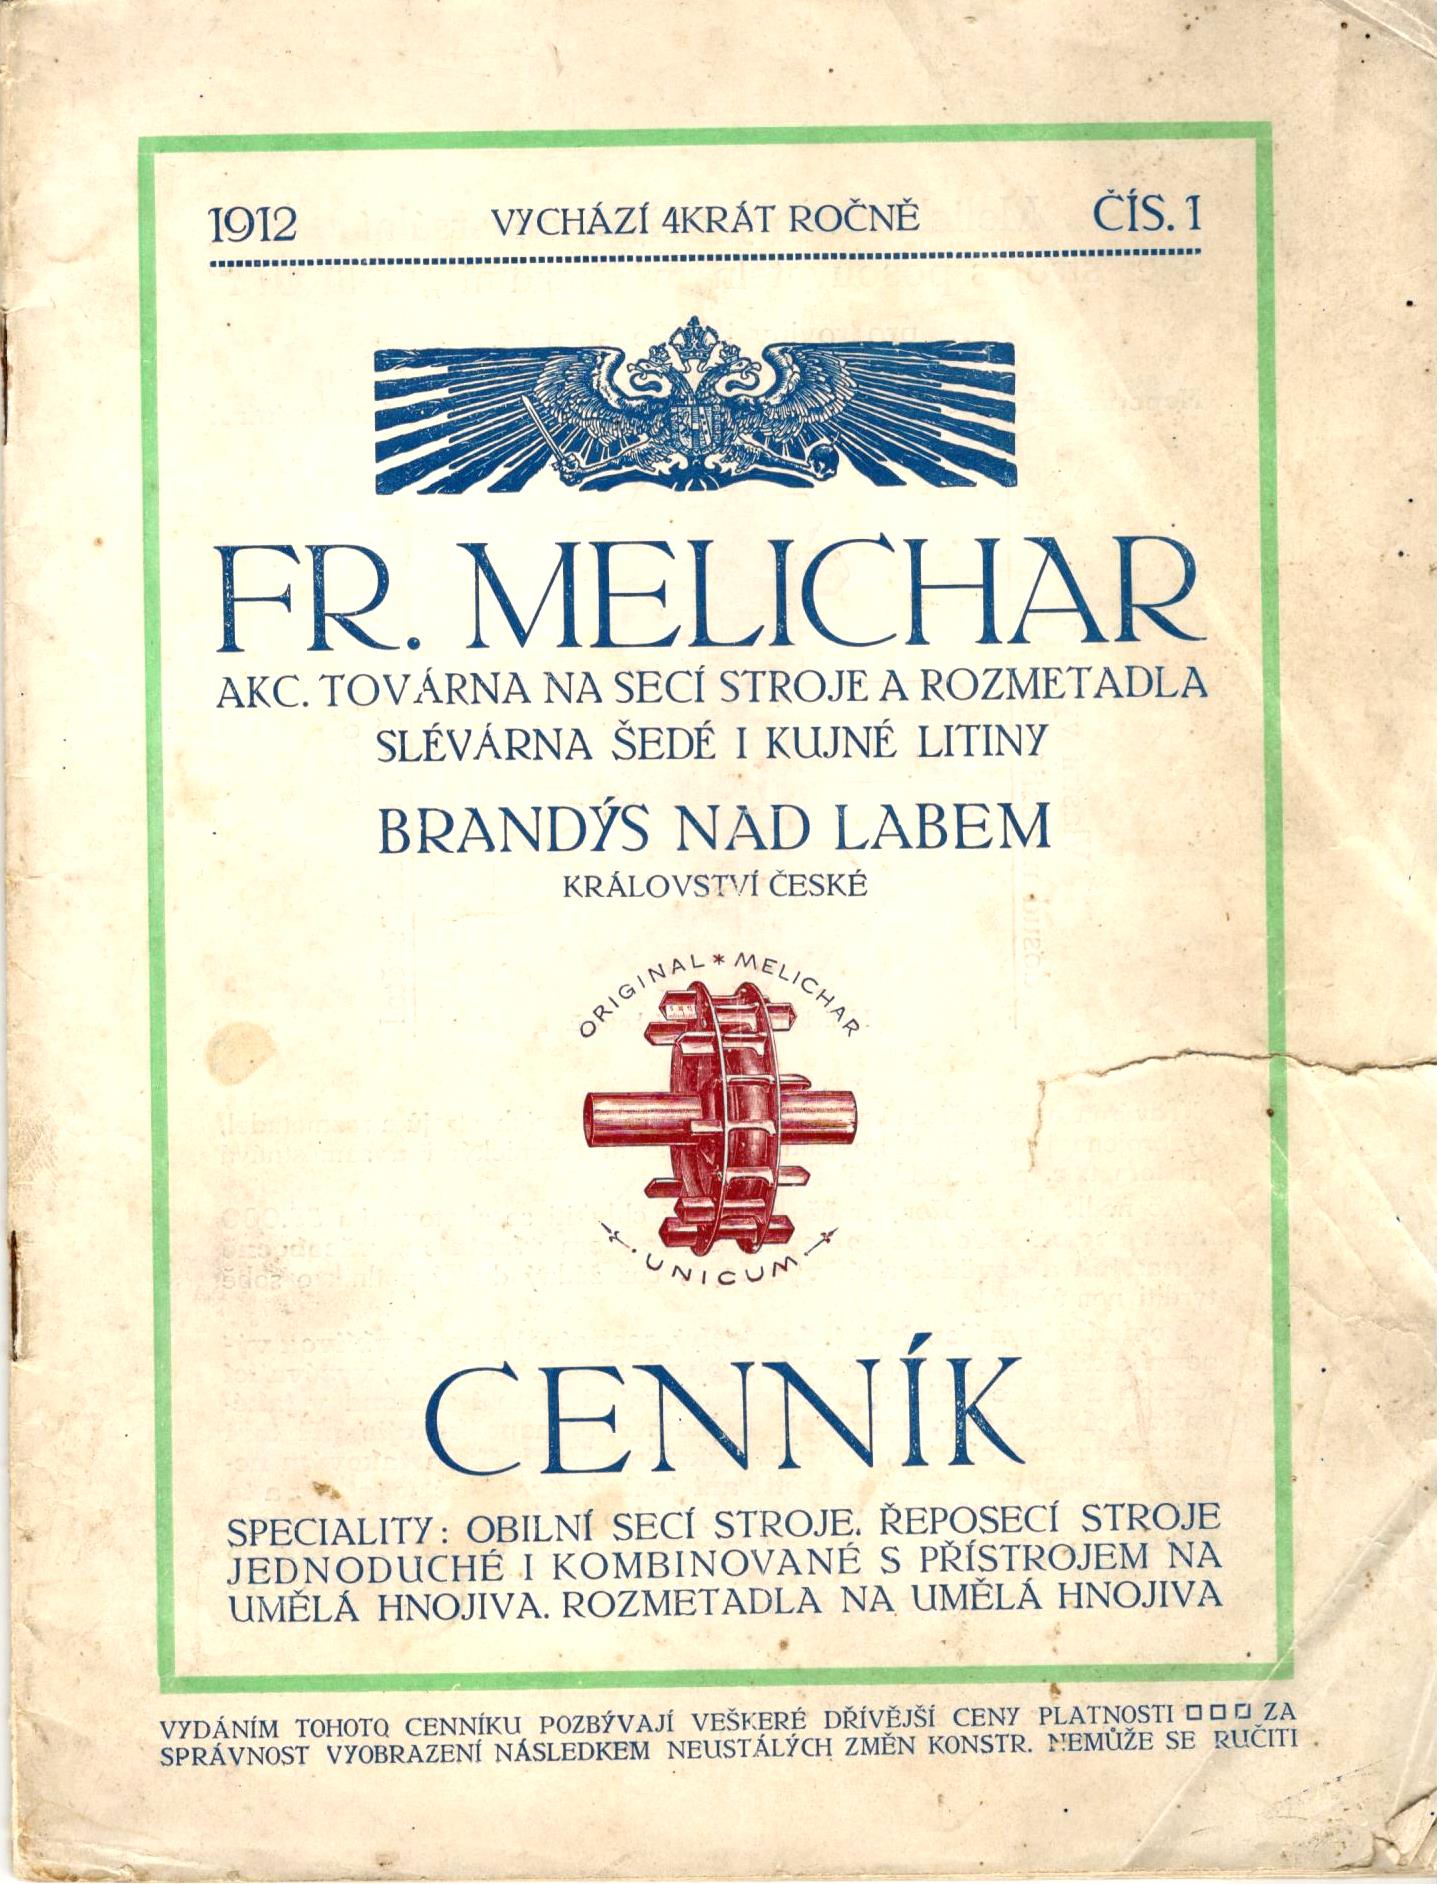 1912 VYCHÁZÍ 4KRÁT ROČNĚ ČÍS. 1
FR. MELICHAR
AKC. TOVÁRNA NA SECÍ STROJE A ROZMETADLA
SLÉVÁRNA ŠEDÉ I KUJNÉ LITINY
BRANDÝS NAD LABEM
KRÁLOVSTVÍ ČESKÉ
ORIGINAL * MELICHAR
UNICUM
CENNÍK
SPECIALITY: OBILNÍ SECÍ STROJE. ŘEPOSECÍ STROJE
JEDNODUCHÉ I KOMBINOVANÉ S PŘÍSTROJEM NA
UMĚLÁ HNOJIVA. ROZMETADLA NA UMĚLÁ HNOJIVA
VYDÁNÍM TOHOTO CENNÍKU POZBÝVAJÍ VEŠKERÉ DŘÍVĚJŠÍ CENY PLATNOSTI □□□ ZA
SPRÁVNOST VYOBRAZENÍ NÁSLEDKEM NEUSTÁLÝCH ZMĚN KONSTR. NEMŮŽE SE RUČITI